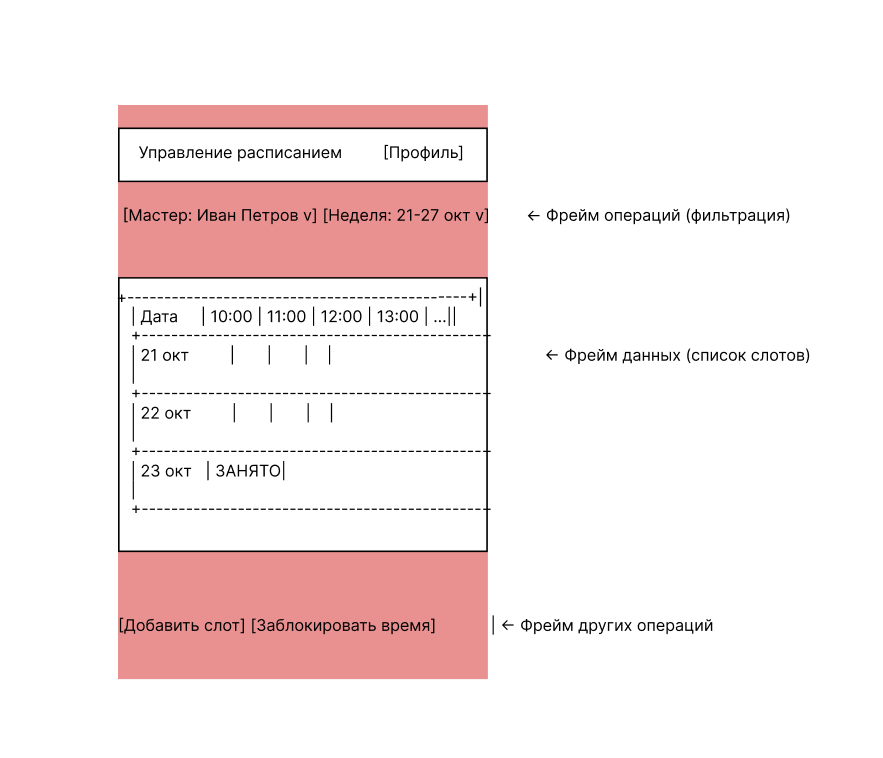 Управление расписанием [Профиль]
[Мастер: Иван Петров v] [Неделя: 21-27 окт v] ← Фрейм операций (фильтрация)
+-----------------------------------------------+|
| Дата | 10:00 | 11:00 | 12:00 | 13:00 | ...||
+-----------------------------------------------+
| 21 окт | | | | ← Фрейм данных (список слотов)
|
+-----------------------------------------------+
| 22 окт | | | |
|
+-----------------------------------------------+
| 23 окт | ЗАНЯТО|
|
+-----------------------------------------------+
[Добавить слот] [Заблокировать время] | ← Фрейм других операций